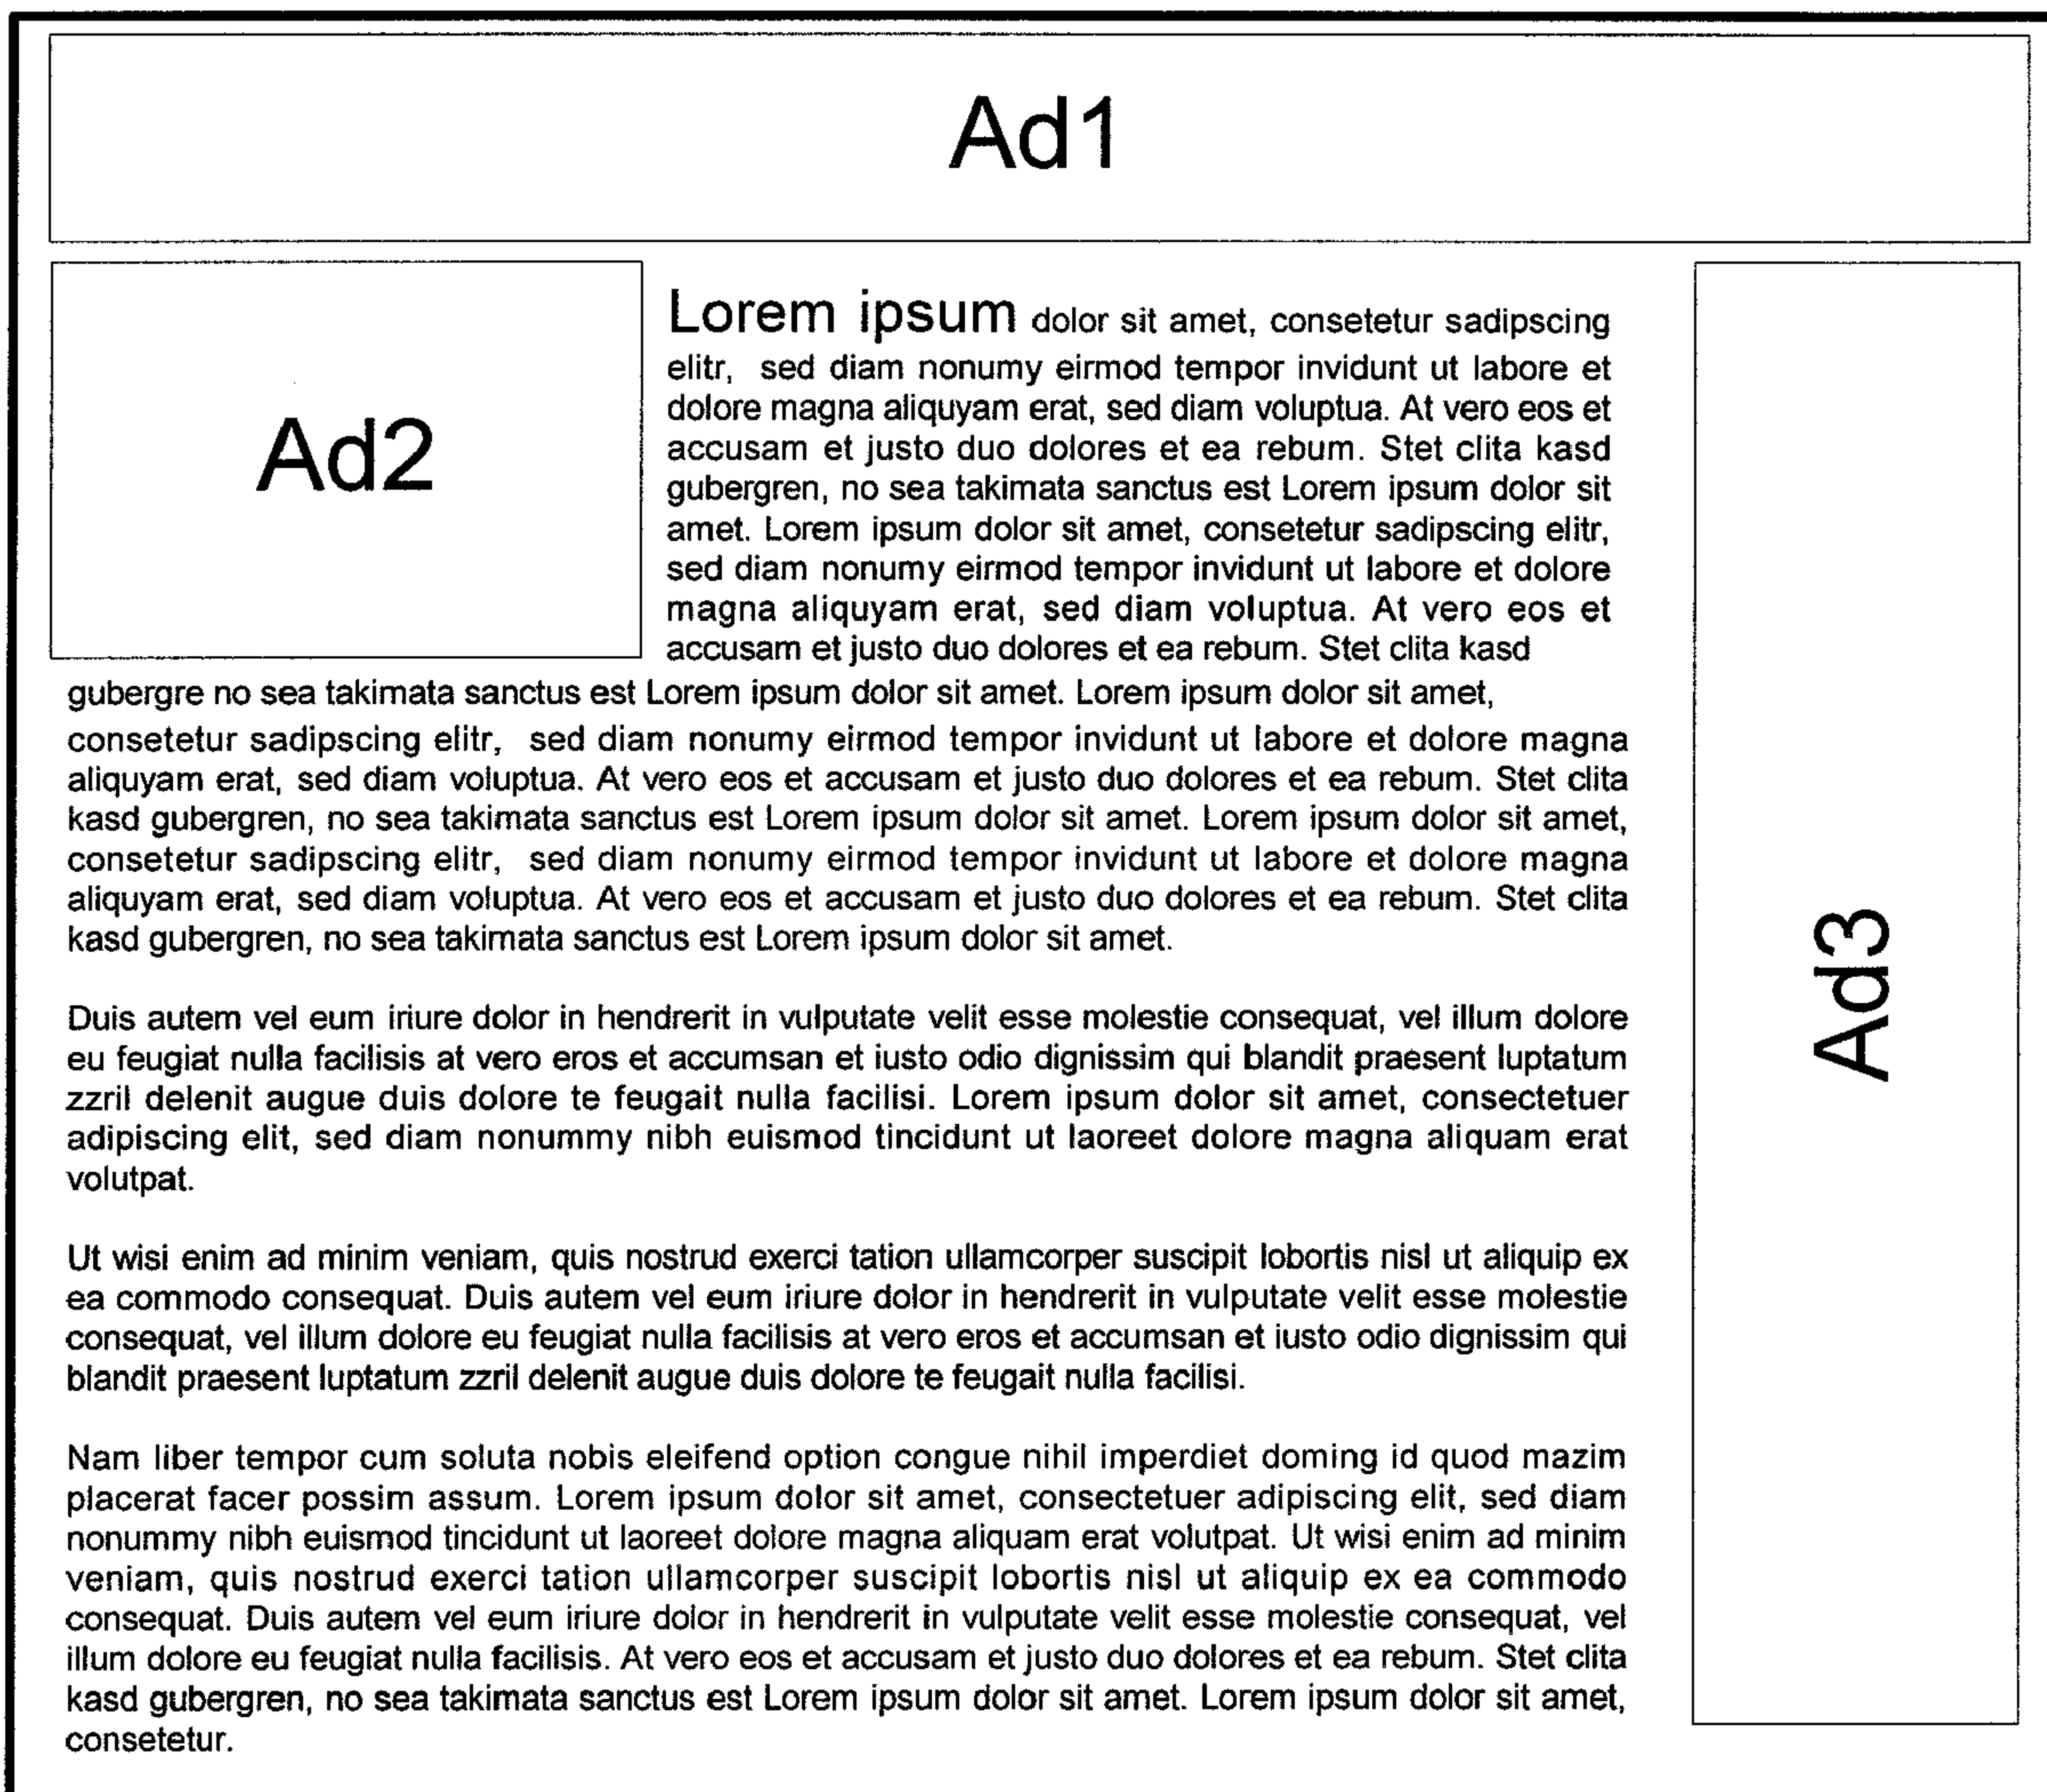 Ad1
Ad2
Lorem ipsum dolor sit amet, consetetur sadipscing
elitr, sed diam nonumy eirmod tempor invidunt ut labore et
dolore magna aliquyam erat, sed diam voluptua. At vero eos et
accusam et justo duo dolores et ea rebum. Stet clita kasd
gubergren, no sea takimata sanctus est Lorem ipsum dolor sit
amet. Lorem ipsum dolor sit amet, consetetur sadipscing elitr,
sed diam nonumy eirmod tempor invidunt ut labore et dolore
magna aliquyam erat, sed diam voluptua. At vero eos et
accusam et justo duo dolores et ea rebum. Stet clita kasd
gubergre no sea takimata sanctus est Lorem ipsum dolor sit amet. Lorem ipsum dolor sit amet,
consetetur sadipscing elitr, sed diam nonumy eirmod tempor invidunt ut labore et dolore magna
aliquyam erat, sed diam voluptua. At vero eos et accusam et justo duo dolores et ea rebum. Stet clita
kasd gubergren, no sea takimata sanctus est Lorem ipsum dolor sit amet. Lorem ipsum dolor sit amet,
consetetur sadipscing elitr, sed diam nonumy eirmod tempor invidunt ut labore et dolore magna
aliquyam erat, sed diam voluptua. At vero eos et accusam et justo duo dolores et ea rebum. Stet clita
kasd gubergren, no sea takimata sanctus est Lorem ipsum dolor sit amet.
Duis autem vel eum iriure dolor in hendrerit in vulputate velit esse molestie consequat, vel illum dolore
eu feugiat nulla facilisis at vero eros et accumsan et iusto odio dignissim qui blandit praesent luptatum
zzril delenit augue duis dolore te feugait nulla facilisi. Lorem ipsum dolor sit amet, consectetuer
adipiscing elit, sed diam nonummy nibh euismod tincidunt ut laoreet dolore magna aliquam erat
volutpat.
Ut wisi enim ad minim veniam, quis nostrud exerci tation ullamcorper suscipit lobortis nisl ut aliquip ex
ea commodo consequat. Duis autem vel eum iriure dolor in hendrerit in vulputate velit esse molestie
consequat, vel illum dolore eu feugiat nulla facilisis at vero eros et accumsan et iusto odio dignissim qui
blandit praesent luptatum zzril delenit augue duis dolore te feugait nulla facilisi.
Nam liber tempor cum soluta nobis eleifend option congue nihil imperdiet doming id quod mazim
placerat facer possim assum. Lorem ipsum dolor sit amet, consectetuer adipiscing elit, sed diam
nonummy nibh euismod tincidunt ut laoreet dolore magna aliquam erat volutpat. Ut wisi enim ad minim
veniam, quis nostrud exerci tation ullamcorper suscipit lobortis nisl ut aliquip ex ea commodo
consequat. Duis autem vel eum iriure dolor in hendrerit in vulputate velit esse molestie consequat, vel
illum dolore eu feugiat nulla facilisis. At vero eos et accusam et justo duo dolores et ea rebum. Stet clita
kasd gubergren, no sea takimata sanctus est Lorem ipsum dolor sit amet. Lorem ipsum dolor sit amet,
consetetur.
Ad3